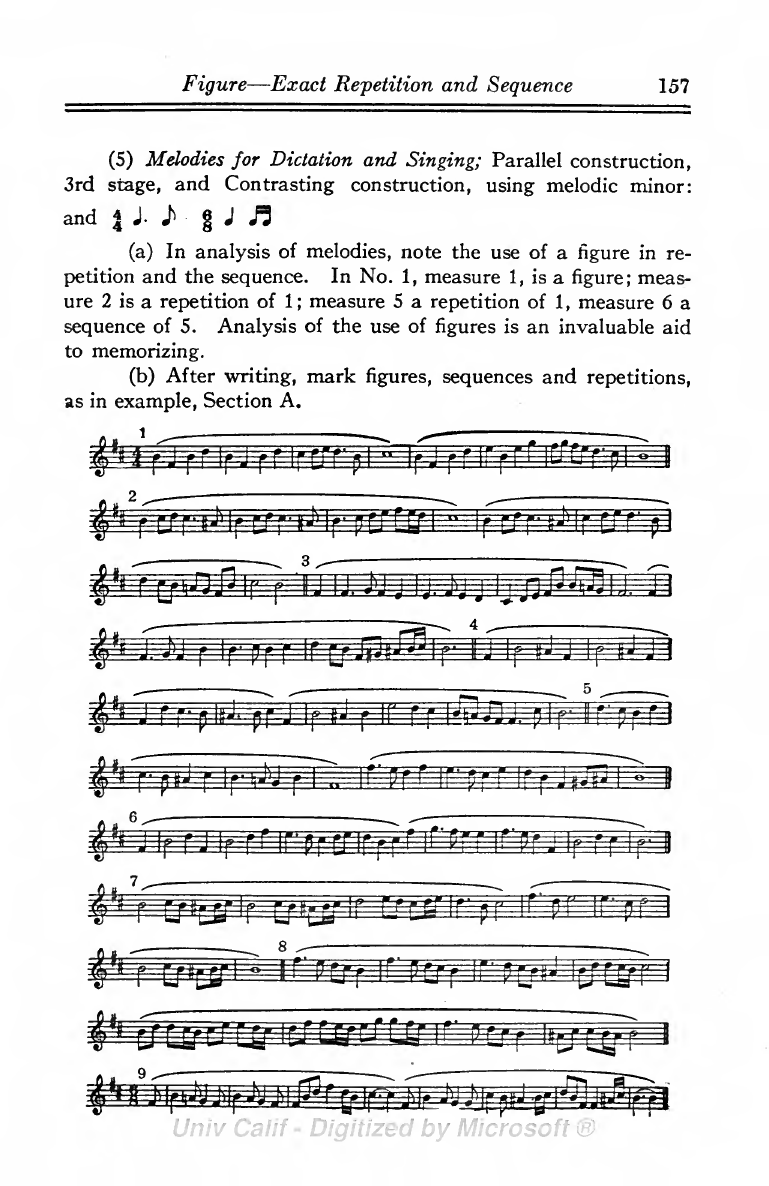 Figure—Exact Repetition and Sequence 157
(5) Melodies for Dictation and Singing; Parallel construction,
3rd stage, and Contrasting construction, using melodic minor:
and 4/4 ♩. ♪ 6/8 ♩ ♬
(a) In analysis of melodies, note the use of a figure in re-
petition and the sequence. In No. 1, measure 1, is a figure; meas-
ure 2 is a repetition of 1; measure 5 a repetition of 1, measure 6 a
sequence of 5. Analysis of the use of figures is an invaluable aid
to memorizing.
(b) After writing, mark figures, sequences and repetitions,
as in example, Section A.
1
2
3
4
5
6
7
8
9
Univ Calif - Digitized by Microsoft ®